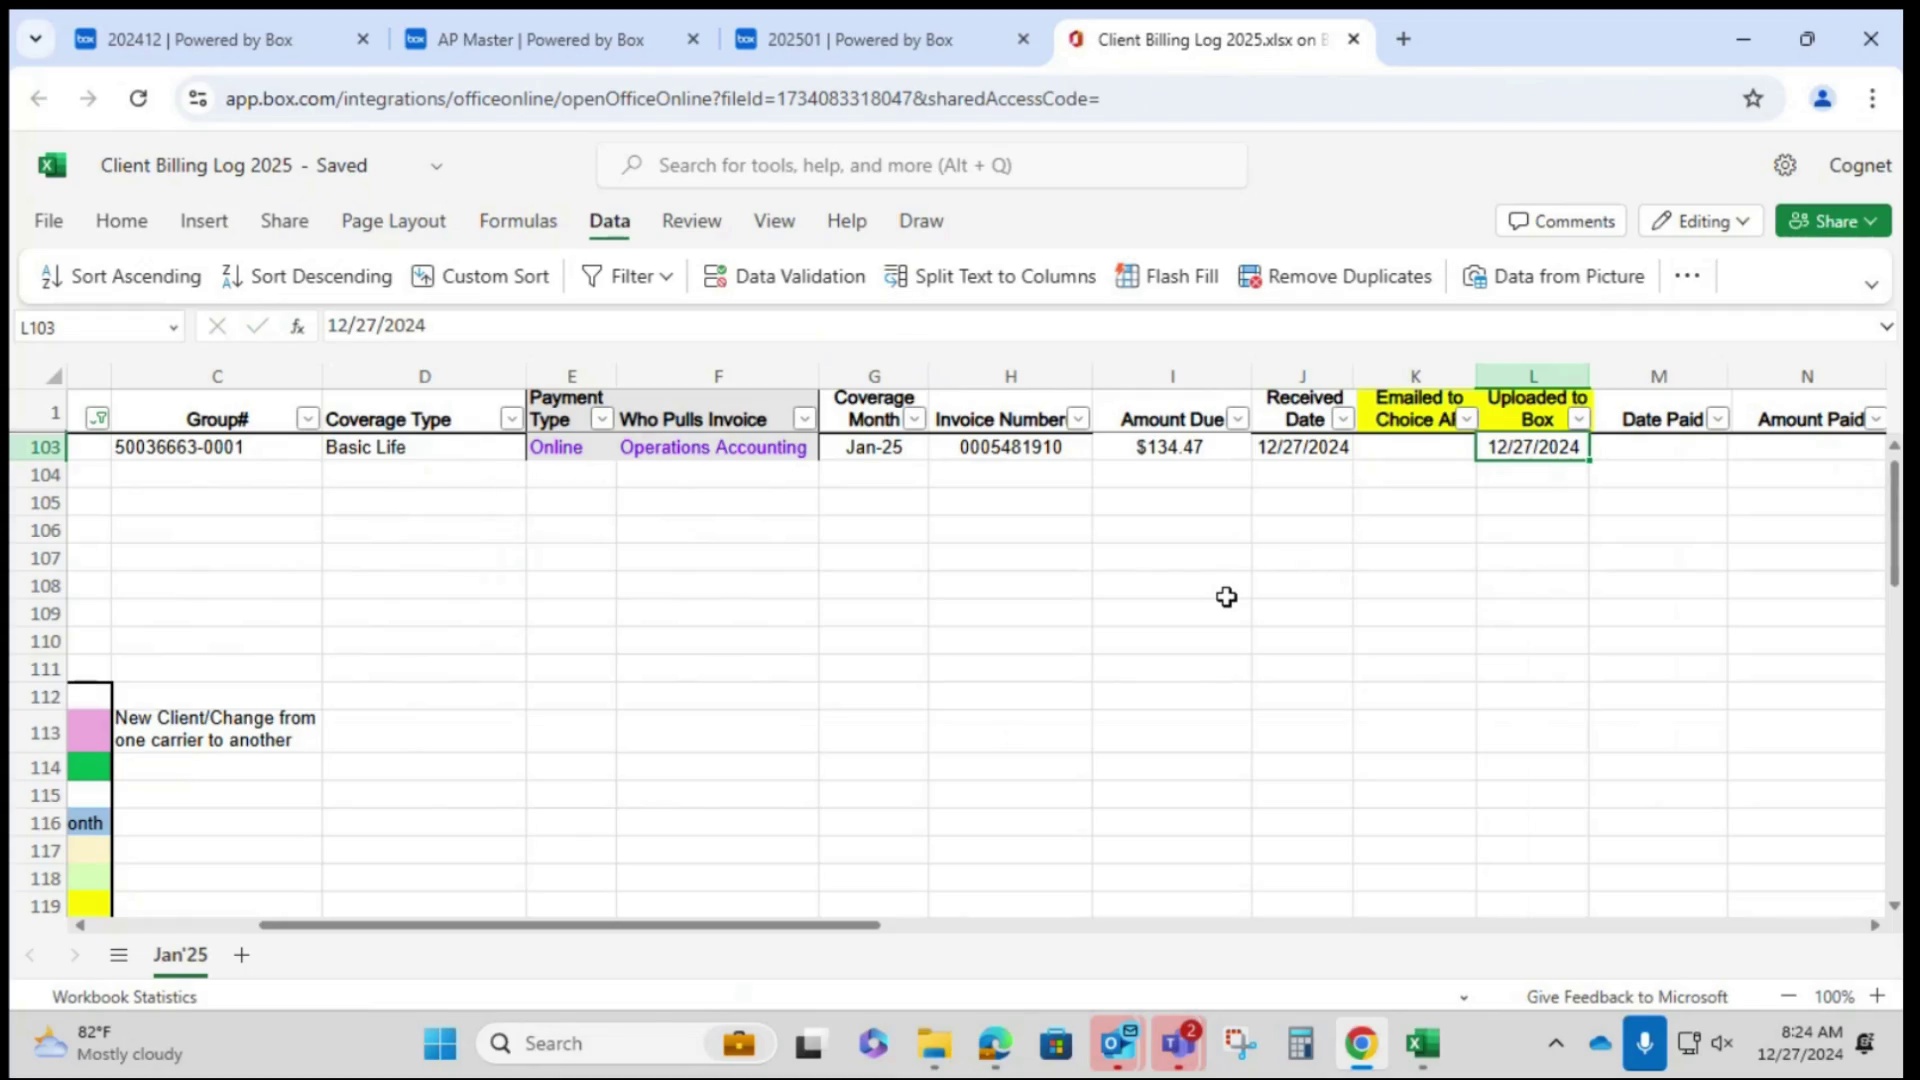 202412 | Powered by Box
AP Master | Powered by Box
202501 | Powered by Box
Client Billing Log 2025.xlsx on B
app.box.com/integrations/officeonline/openOfficeOnline?fileId=1734083318047&sharedAccessCode=
Client Billing Log 2025 - Saved
Search for tools, help, and more (Alt + Q)
Cognet
File Home Insert Share Page Layout Formulas Data Review View Help Draw
Comments Editing Share
Sort Ascending Sort Descending Custom Sort Filter Data Validation Split Text to Columns Flash Fill Remove Duplicates Data from Picture
L103 fx 12/27/2024
C D E F G H I J K L M N
Payment Coverage Received Emailed to Uploaded to
1 Group# Coverage Type Type Who Pulls Invoice Month Invoice Number Amount Due Date Choice AP Box Date Paid Amount Paid
103 50036663-0001 Basic Life Online Operations Accounting Jan-25 0005481910 $134.47 12/27/2024 12/27/2024
104
105
106
107
108
109
110
111
112
113 New Client/Change from
one carrier to another
114
115
116 onth
117
118
119
Jan'25
Workbook Statistics
Give Feedback to Microsoft 100%
82°F
Mostly cloudy
Search
2
8:24 AM
12/27/2024